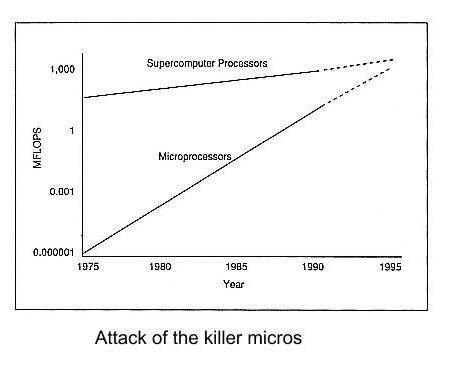 1,000
Supercomputer Processors
MFLOPS
1
Microprocessors
0.001
0.000001
1975 1980 1985 1990 1995
Year
Attack of the killer micros